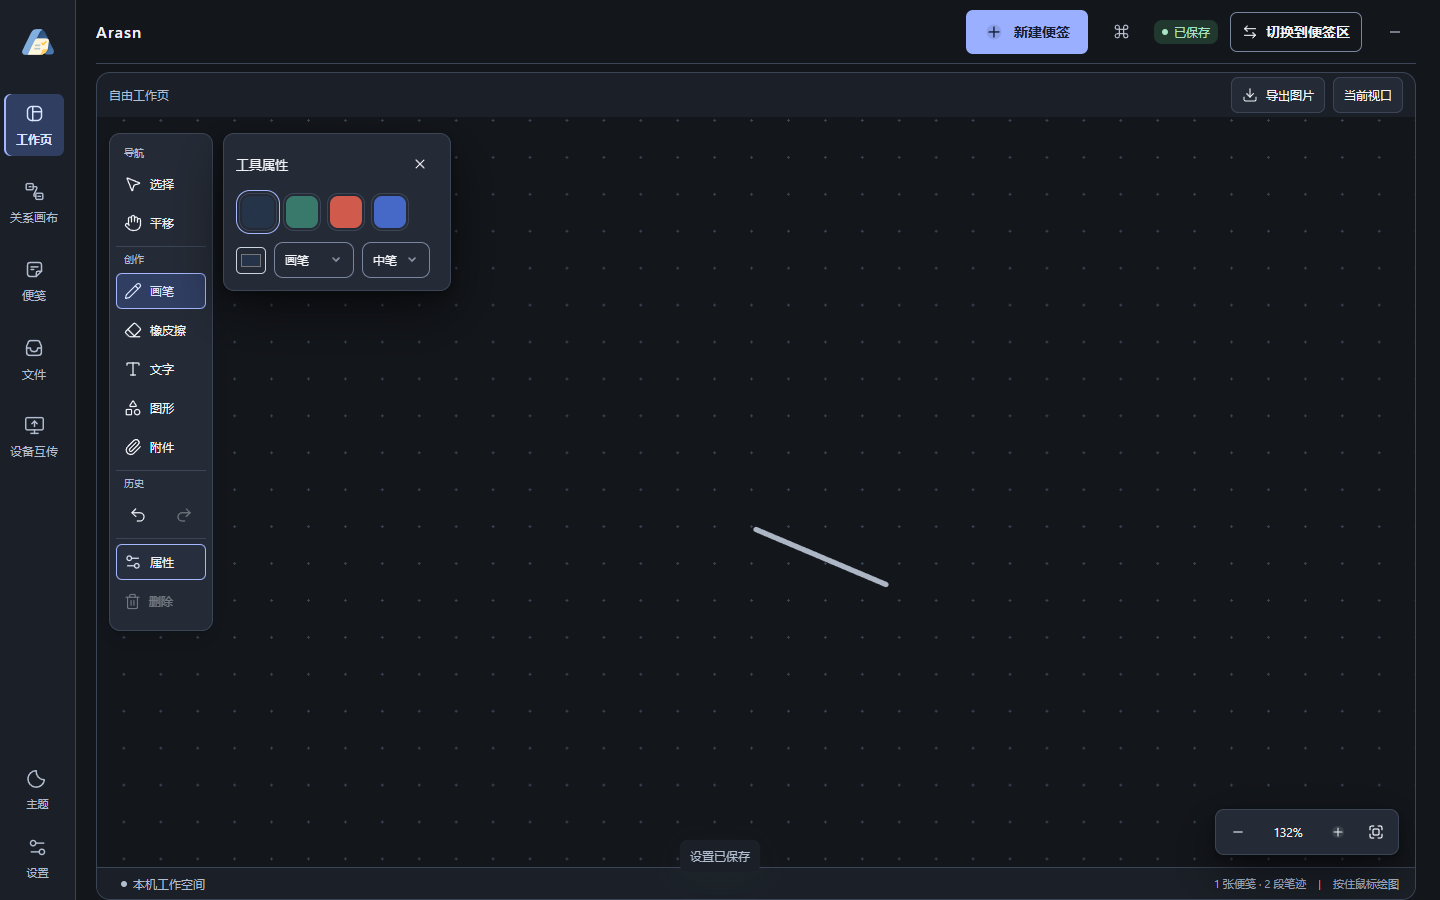 Arasn
新建便签
已保存
切换到便签区
工作页
关系画布
便笺
文件
设备互传
主题
设置
自由工作页
导出图片
当前视口
导航
选择
平移
创作
画笔
橡皮擦
文字
图形
附件
历史
属性
删除
工具属性
画笔
中笔
132%
设置已保存
本机工作空间
1 张便笺 · 2 段笔迹 | 按住鼠标绘图